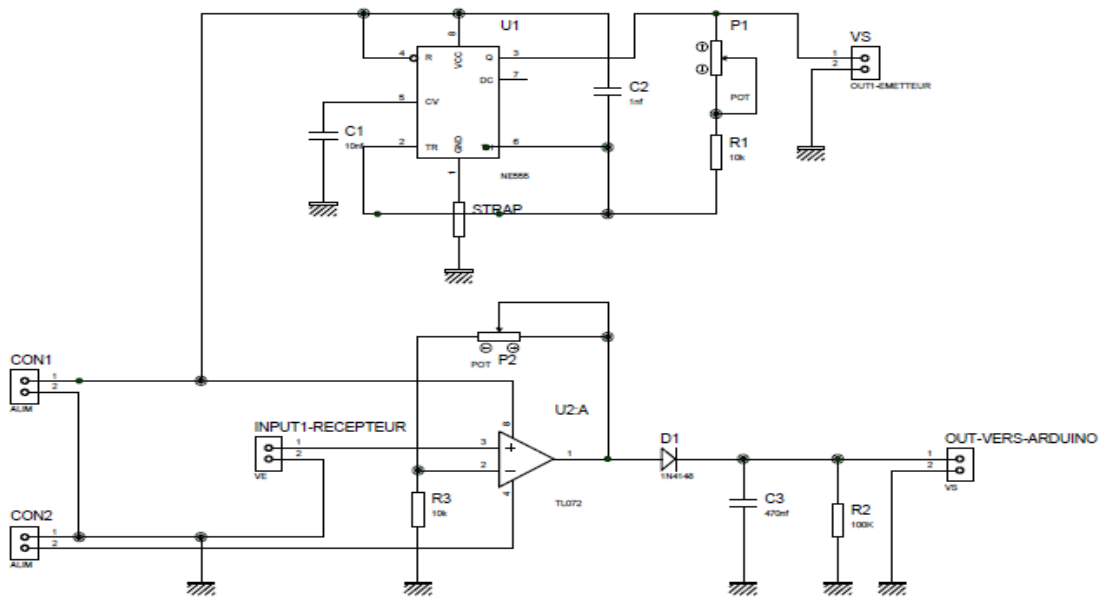 U1
P1
VS
8
VCC
4
R
Q
3
1
2
DC
7
C2
1nf
OUT1-EMETTEUR
POT
5
CV
C1
10nf
2
TR
GND
6
R1
10k
1
NE555
STRAP
P2
POT
CON1
1
2
ALIM
8
U2:A
INPUT1-RECEPTEUR
1
2
VE
3
+
2
−
1
4
TL072
D1
1N4148
OUT-VERS-ARDUINO
1
2
VS
R3
10k
C3
470nf
R2
100K
CON2
1
2
ALIM